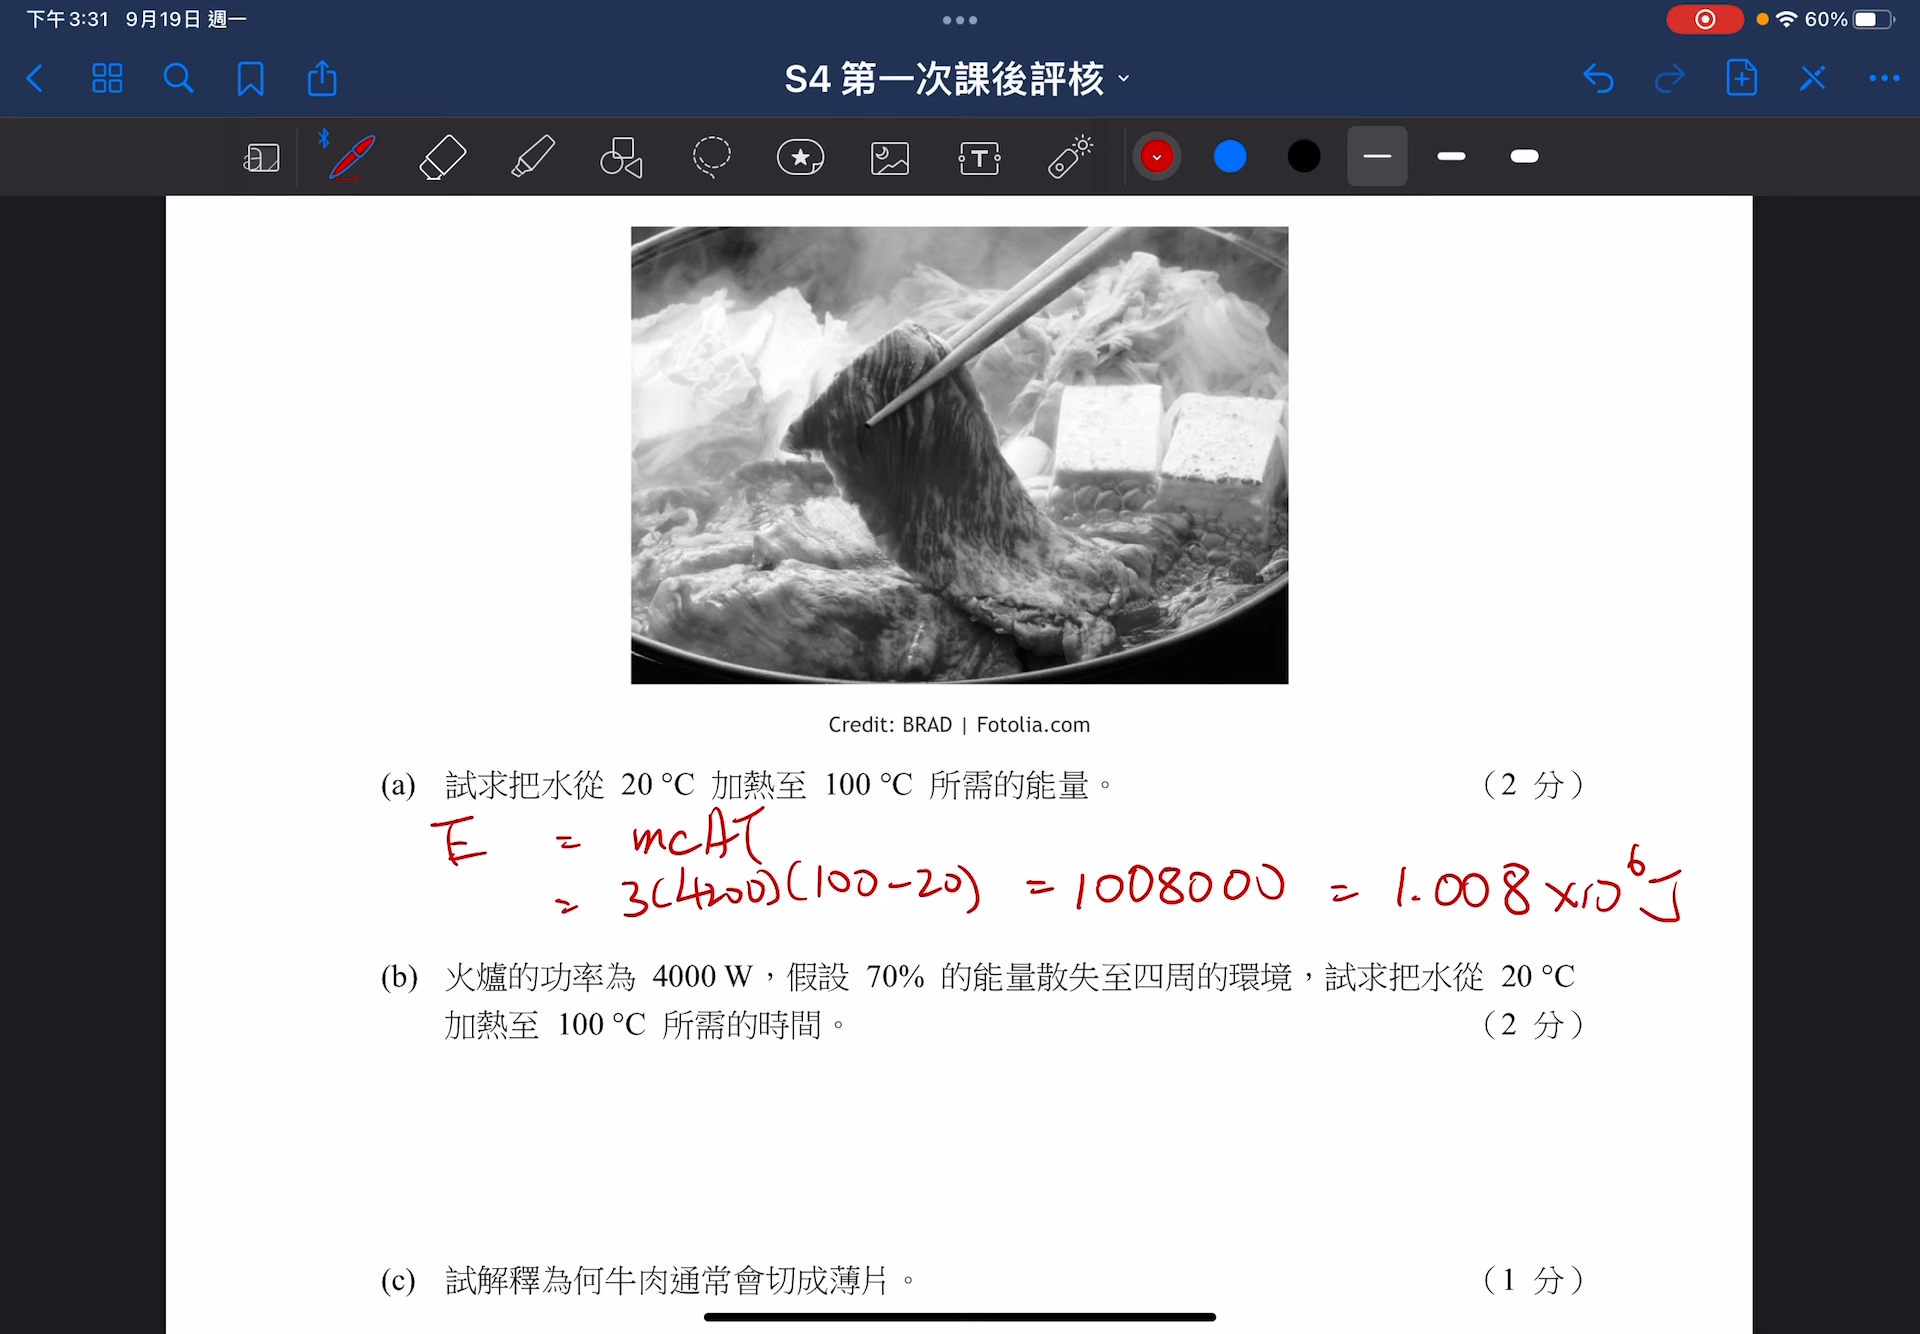 下午3:31 9月19日 週一
60%
S4 第一次課後評核
T
Credit: BRAD | Fotolia.com
(a) 試求把水從 20 °C 加熱至 100 °C 所需的能量。 （2 分）
E = mcΔT
= 3(4200)(100-20) = 1008000 = 1.008 x10⁶J
(b) 火爐的功率為 4000 W，假設 70% 的能量散失至四周的環境，試求把水從 20 °C
加熱至 100 °C 所需的時間。 （2 分）
(c) 試解釋為何牛肉通常會切成薄片。 （1 分）